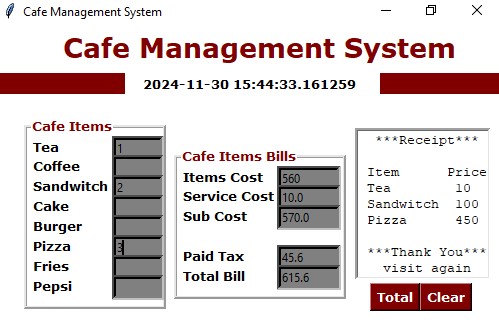 Cafe Management System
Cafe Management System
2024-11-30 15:44:33.161259
Cafe Items
Tea 1
Coffee
Sandwitch 2
Cake
Burger
Pizza 3
Fries
Pepsi
Cafe Items Bills
Items Cost 560
Service Cost 10.0
Sub Cost 570.0
Paid Tax 45.6
Total Bill 615.6
***Receipt***
Item Price
Tea 10
Sandwitch 100
Pizza 450
***Thank You***
visit again
Total Clear